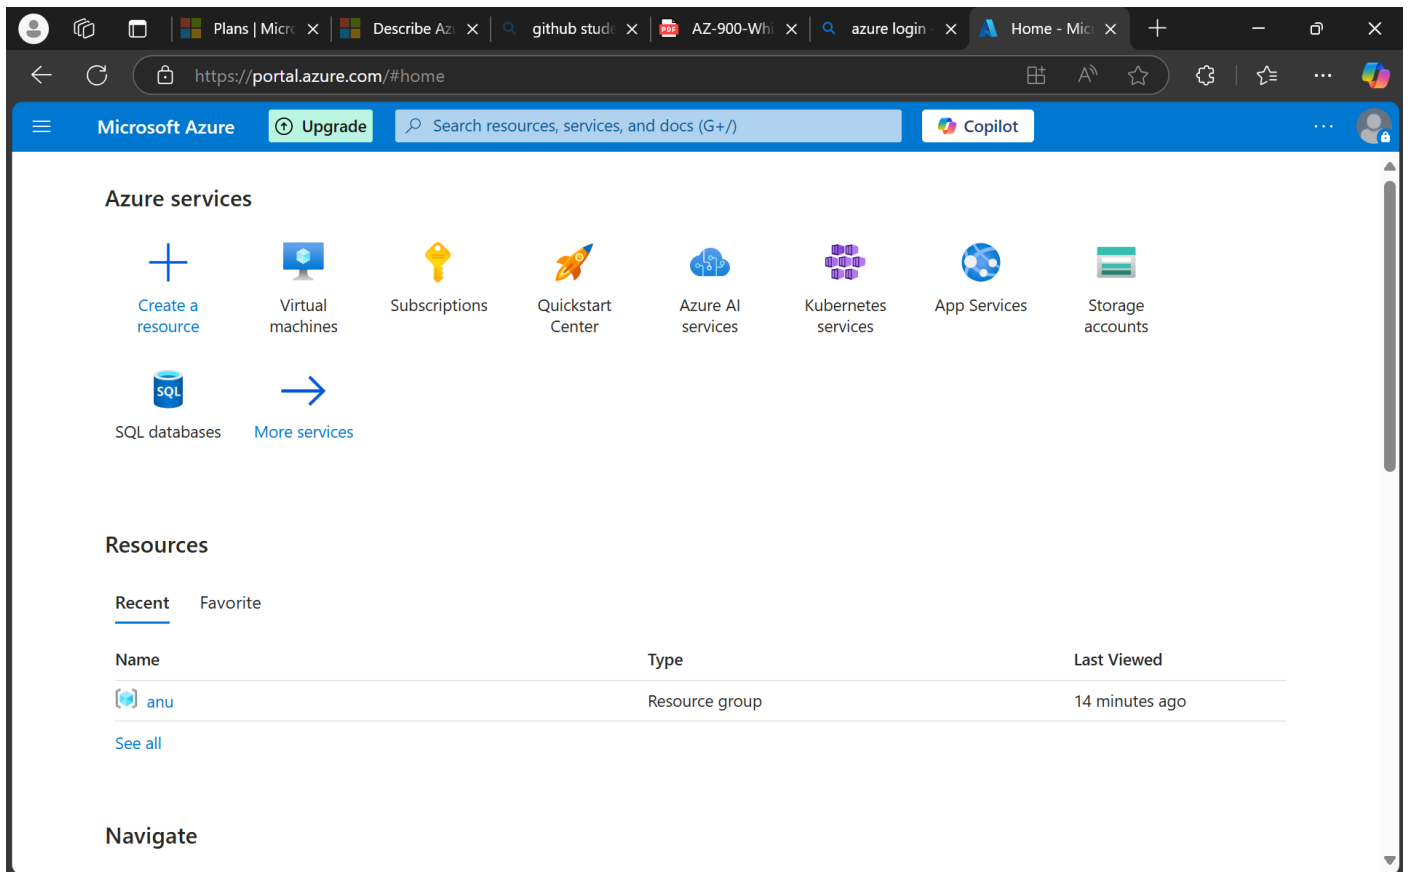 Plans | Micro
Describe Az
github stude
AZ-900-Whi
azure login -
Home - Mic
https://portal.azure.com/#home
Microsoft Azure
Upgrade
Search resources, services, and docs (G+/)
Copilot
Azure services
Create a
resource
Virtual
machines
Subscriptions
Quickstart
Center
Azure AI
services
Kubernetes
services
App Services
Storage
accounts
SQL
SQL databases
More services
Resources
Recent Favorite
Name Type Last Viewed
anu Resource group 14 minutes ago
See all
Navigate